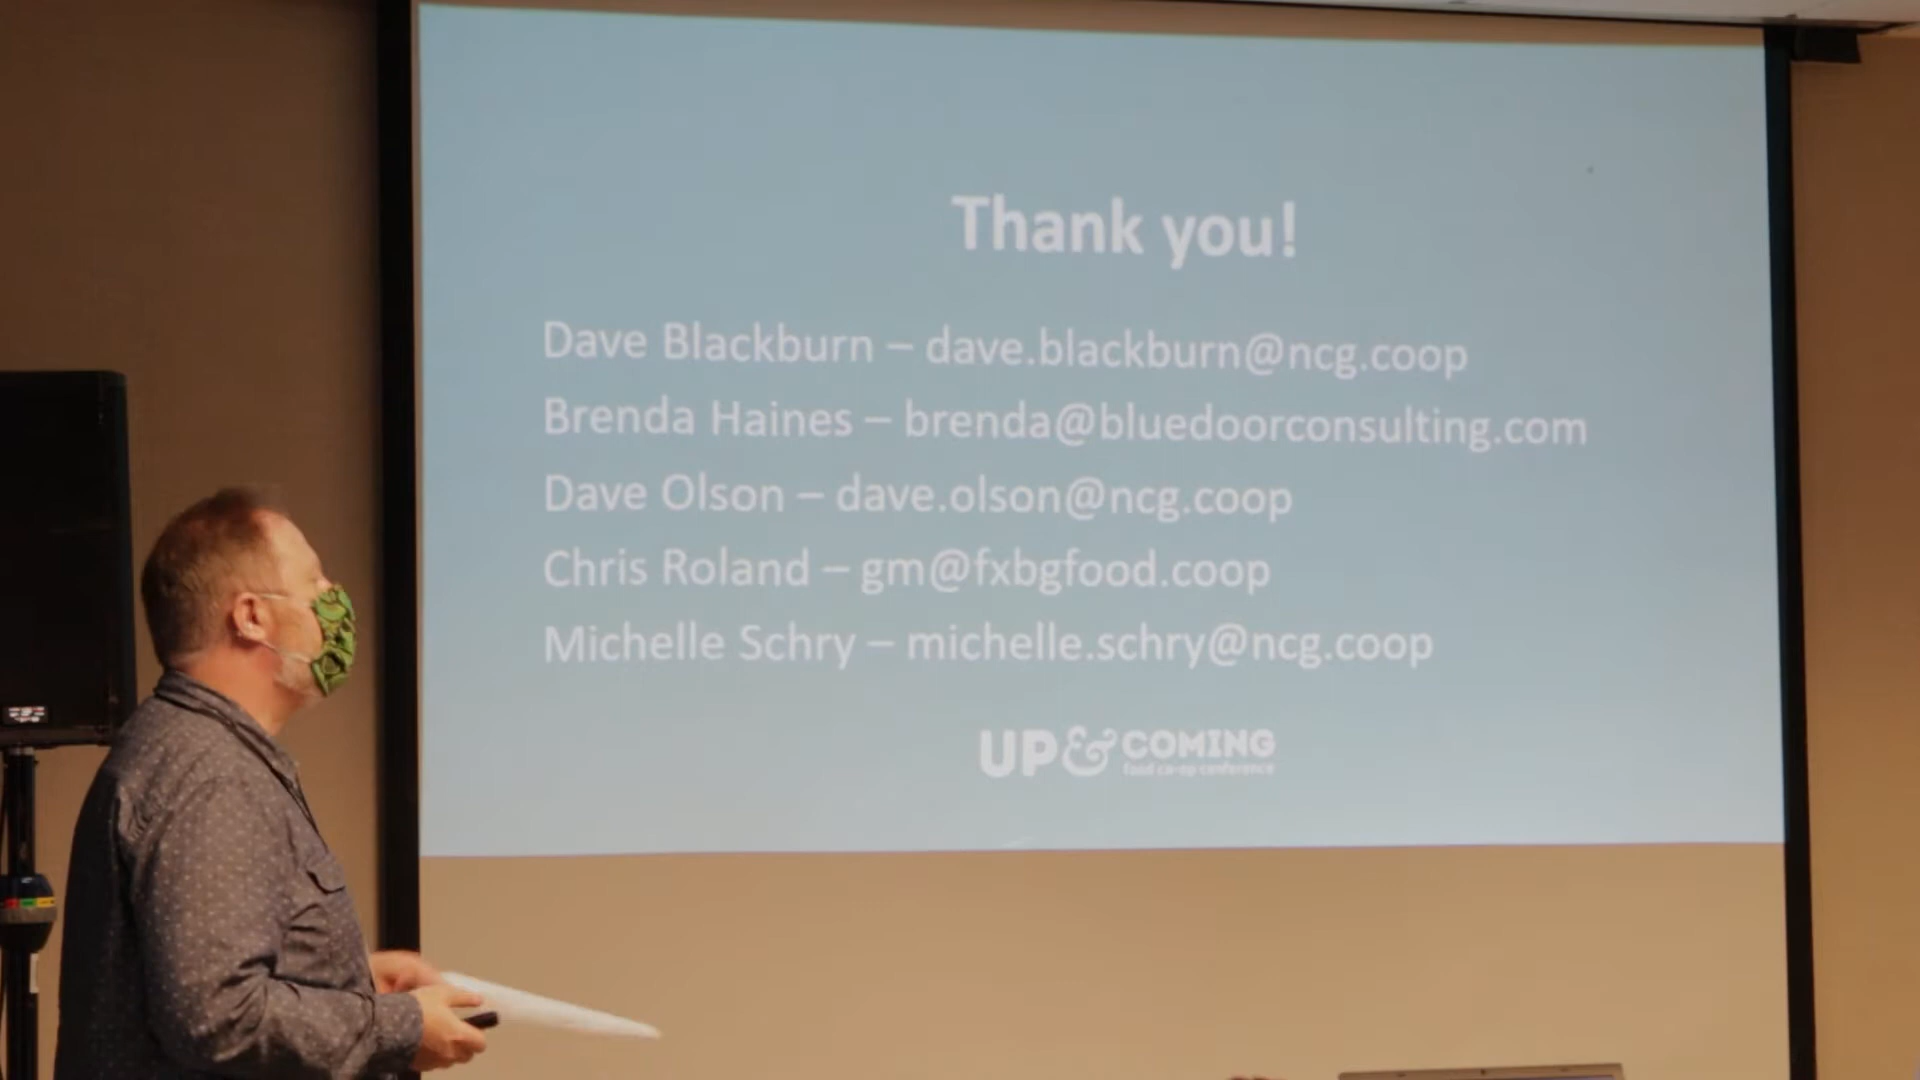 Thank you!
Dave Blackburn – dave.blackburn@ncg.coop
Brenda Haines – brenda@bluedoorconsulting.com
Dave Olson – dave.olson@ncg.coop
Chris Roland – gm@fxbgfood.coop
Michelle Schry – michelle.schry@ncg.coop
UP & COMING
food co-op conference